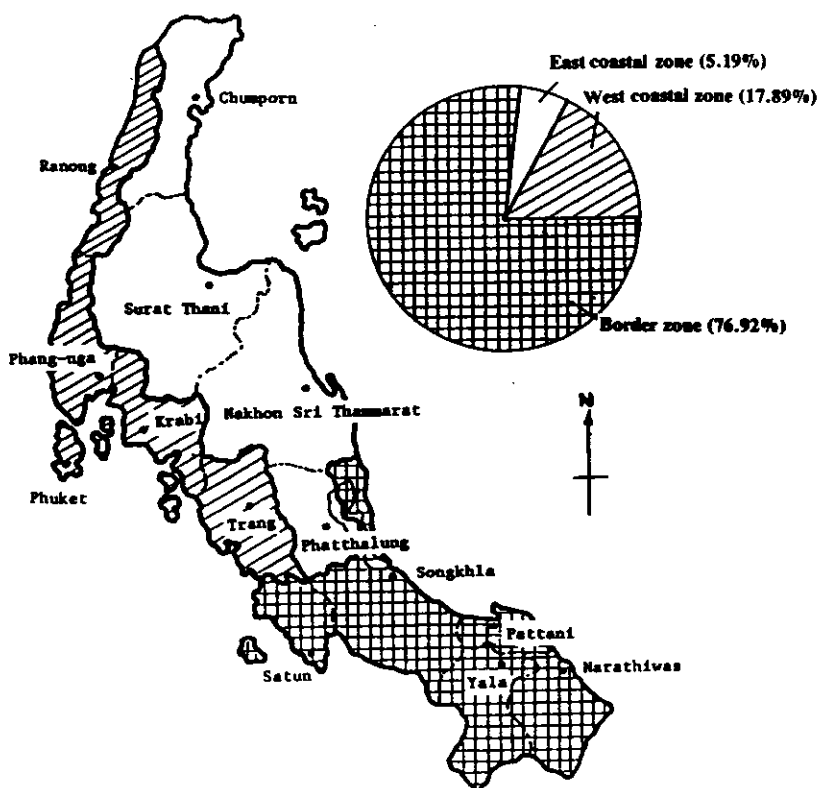 East coastal zone (5.19%)
West coastal zone (17.89%)
Chumporn
Ranong
Surat Thani
Border zone (76.92%)
Phang-nga
N
Krabi
Nakhon Sri Thammarat
Phuket
Trang
Phatthalung
Songkhla
Pattani
Satun
Yala
Narathiwas